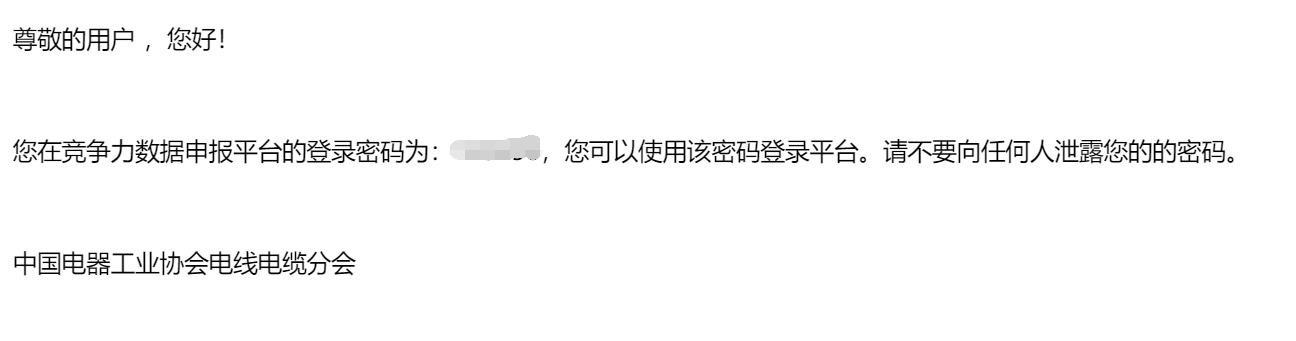 尊敬的用户 ，您好！
您在竞争力数据申报平台的登录密码为： ，您可以使用该密码登录平台。请不要向任何人泄露您的的密码。
中国电器工业协会电线电缆分会